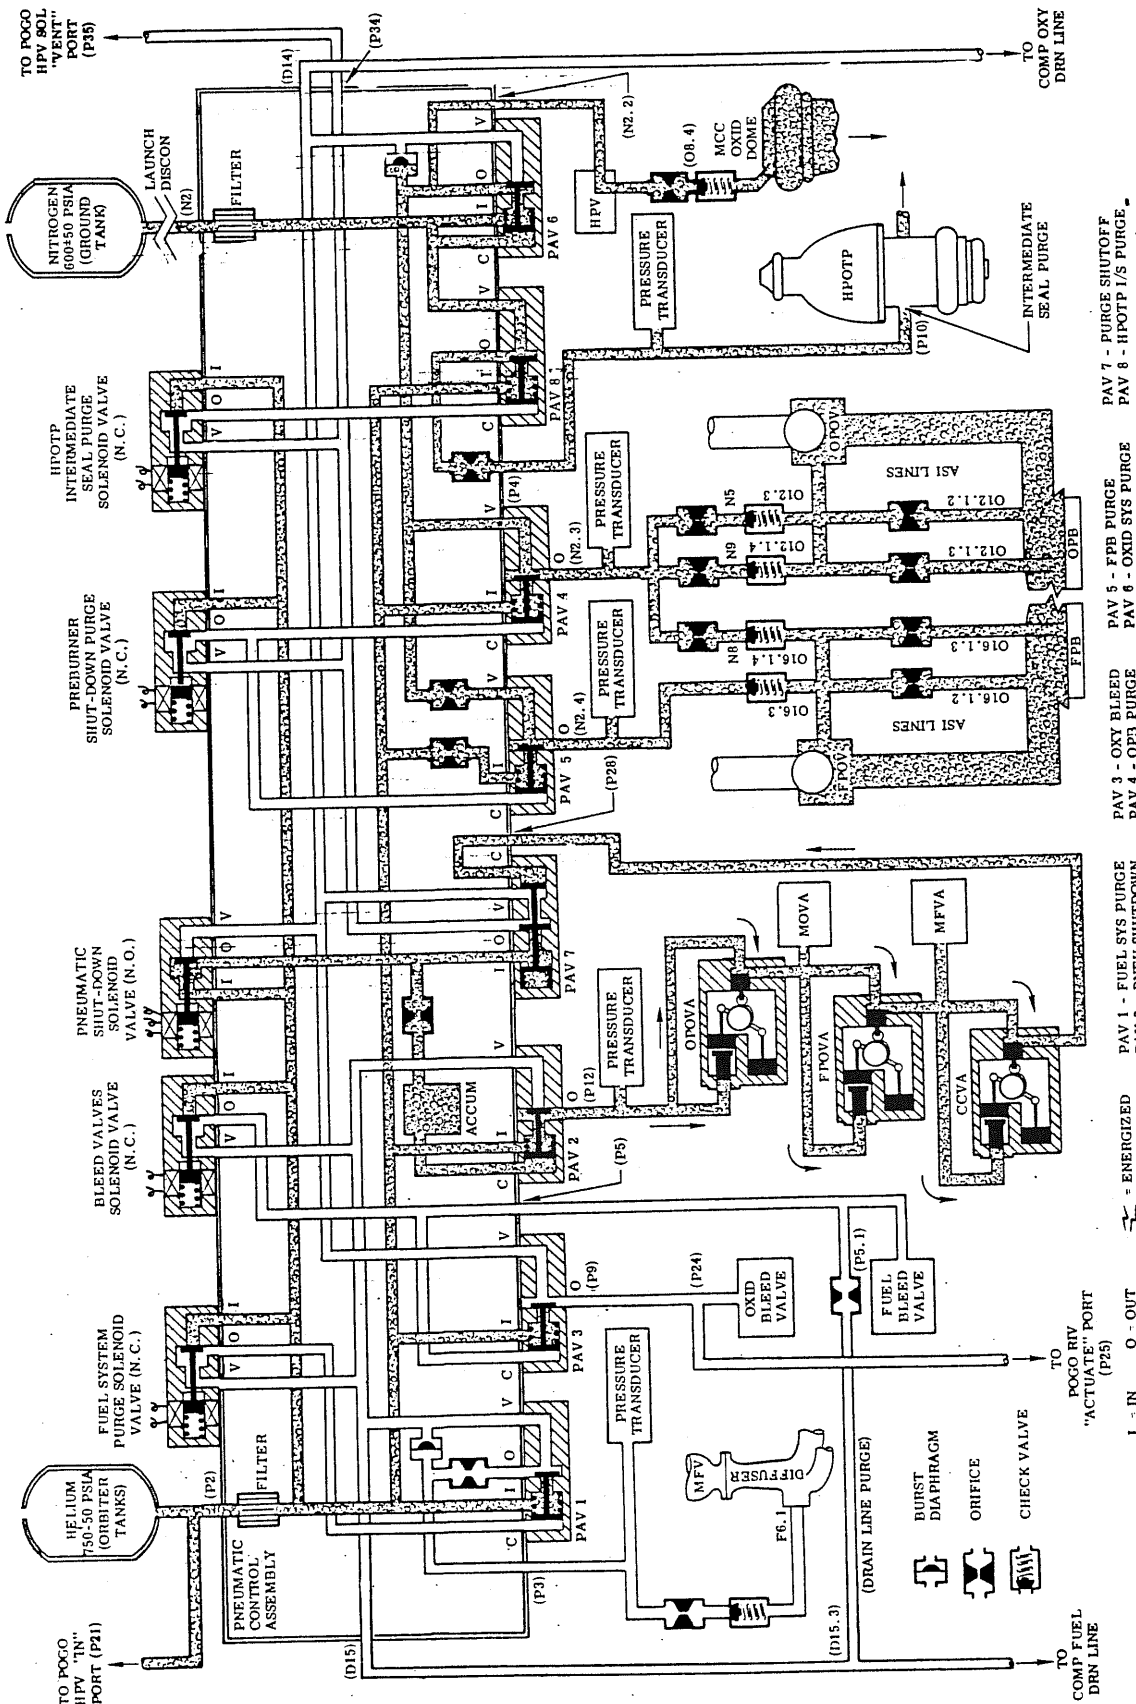 TO POGO
HPV SOL
"VENT"
PORT
(P35)
(P34)
(D14)
TO
COMP OXY
DRN LINE
NITROGEN
600±50 PSIA
(GROUND
TANK)
LAUNCH
DISCON
(N2)
FILTER
(N2.2)
HPV
(O8.4)
MCC
OXID
DOME
C
I
O
V
PAV 6
HPOTP
INTERMEDIATE
SEAL PURGE
SOLENOID VALVE
(N.C.)
V
O
I
C
I
O
V
PAV 8
PRESSURE
TRANSDUCER
HPOTP
(P10)
INTERMEDIATE
SEAL PURGE
PREBURNER
SHUT-DOWN PURGE
SOLENOID VALVE
(N.C.)
V
O
I
(P4)
C
I
V
PAV 4
O
(N2.3)
PRESSURE
TRANSDUCER
N5
O12.3
N9
O12.1.4
N8
O16.1.4
O16.3
OPOV
ASI LINES
O12.1.2
O12.1.3
O16.1.3
O16.1.2
OPB
FPB
ASI LINES
FPOV
C
I
V
PAV 5
O
(N2.4)
PRESSURE
TRANSDUCER
(P28)
PNEUMATIC
SHUT-DOWN
SOLENOID
VALVE (N.O.)
I
O
V
I
O
V
C
PAV 7
BLEED VALVES
SOLENOID VALVE
(N.C.)
V
O
I
ACCUM
C
I
V
PAV 2
O
(P12)
PRESSURE
TRANSDUCER
OPOVA
MOVA
FPOVA
MFVA
CCVA
(P5)
FUEL SYSTEM
PURGE SOLENOID
VALVE (N.C.)
V
O
I
C
I
V
PAV 3
O
(P9)
(P24)
OXID
BLEED
VALVE
(P5.1)
FUEL
BLEED
VALVE
TO
POGO RIV
"ACTUATE" PORT
(P25)
HELIUM
750-50 PSIA
(ORBITER
TANKS)
(P2)
FILTER
PNEUMATIC
CONTROL
ASSEMBLY
TO POGO
HPV "IN"
PORT (P21)
C
I
O
V
PAV 1
(P3)
PRESSURE
TRANSDUCER
MFV
DIFFUSER
F6.1
(D15)
(D15.3)
(DRAIN LINE PURGE)
TO
COMP FUEL
DRN LINE
BURST
DIAPHRAGM
ORIFICE
CHECK VALVE
I - IN
O - OUT
= ENERGIZED
PAV 1 - FUEL SYS PURGE
PAV 3 - OXY BLEED
PAV 4 - OPB PURGE
PAV 5 - FPB PURGE
PAV 6 - OXID SYS PURGE
PAV 7 - PURGE SHUTOFF
PAV 8 - HPOTP I/S PURGE